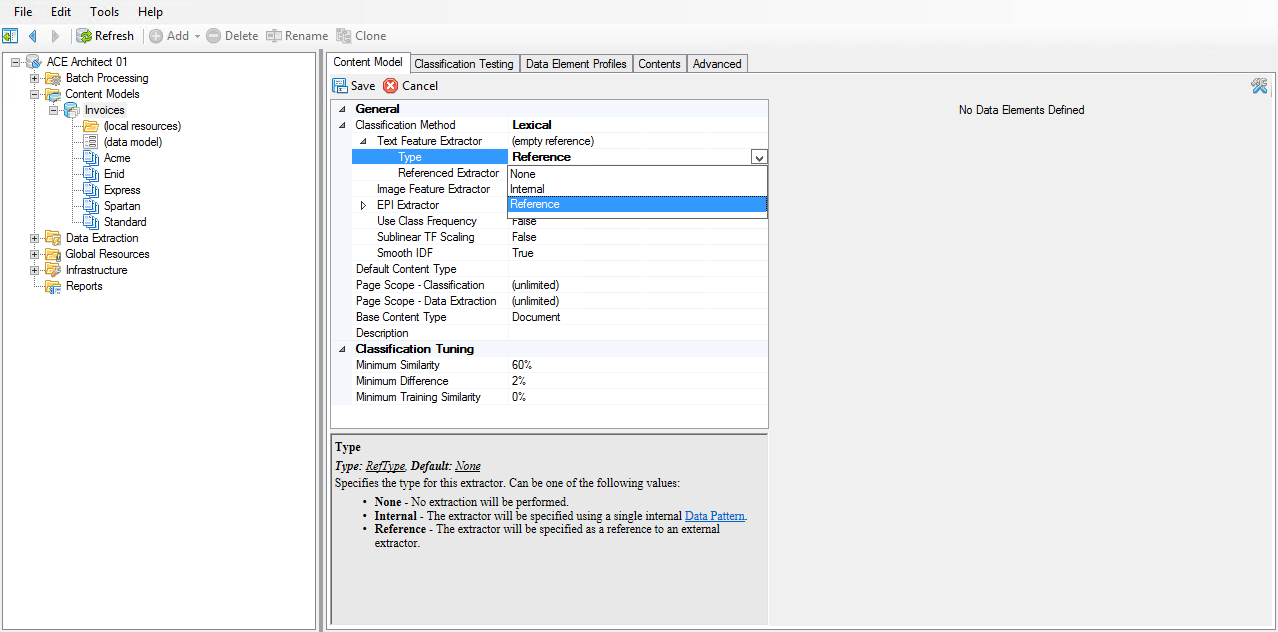 File Edit Tools Help
Refresh Add Delete Rename Clone
ACE Architect 01
Batch Processing
Content Models
Invoices
(local resources)
(data model)
Acme
Enid
Express
Spartan
Standard
Data Extraction
Global Resources
Infrastructure
Reports
Content Model Classification Testing Data Element Profiles Contents Advanced
Save Cancel
General
Classification Method Lexical
Text Feature Extractor (empty reference)
Type Reference
Referenced Extractor
None
Image Feature Extractor
Internal
EPI Extractor
Reference
Use Class Frequency False
Sublinear TF Scaling False
Smooth IDF True
Default Content Type
Page Scope - Classification (unlimited)
Page Scope - Data Extraction (unlimited)
Base Content Type Document
Description
Classification Tuning
Minimum Similarity 60%
Minimum Difference 2%
Minimum Training Similarity 0%
Type
Type: RefType, Default: None
Specifies the type for this extractor. Can be one of the following values:
• None - No extraction will be performed.
• Internal - The extractor will be specified using a single internal Data Pattern.
• Reference - The extractor will be specified as a reference to an external
extractor.
No Data Elements Defined